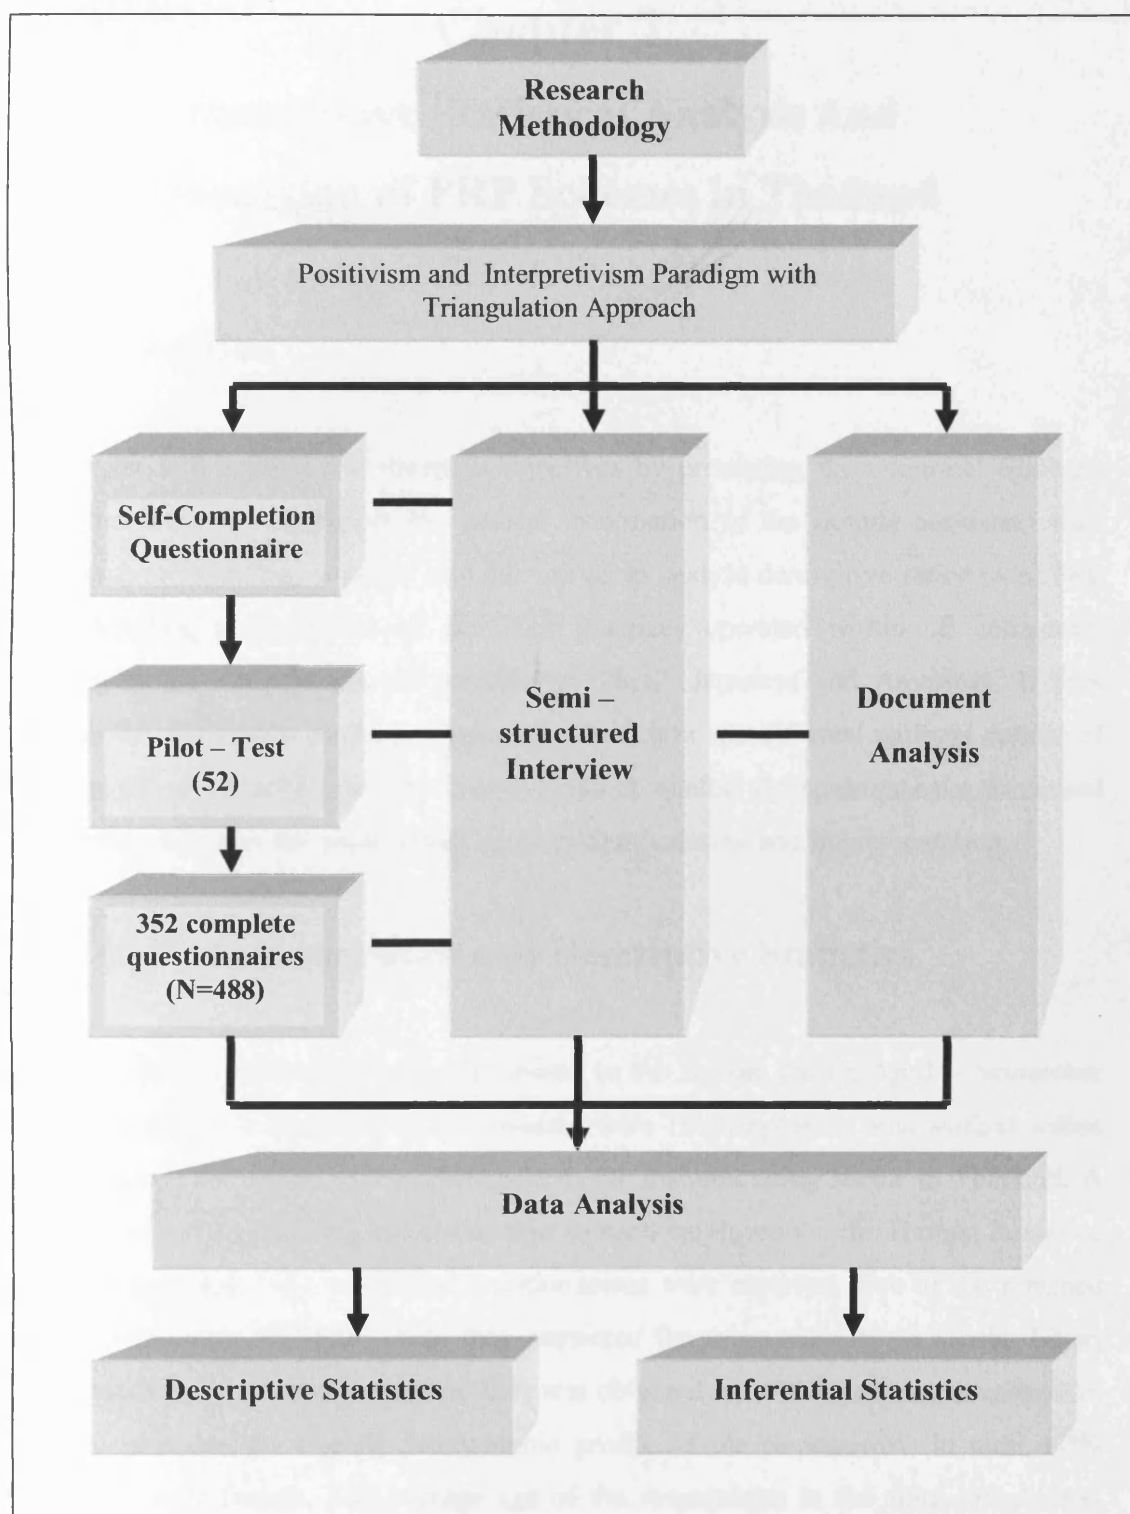 Research
Methodology
Positivism and Interpretivism Paradigm with
Triangulation Approach
Self-Completion
Questionnaire
Pilot – Test
(52)
352 complete
questionnaires
(N=488)
Semi –
structured
Interview
Document
Analysis
Data Analysis
Descriptive Statistics
Inferential Statistics